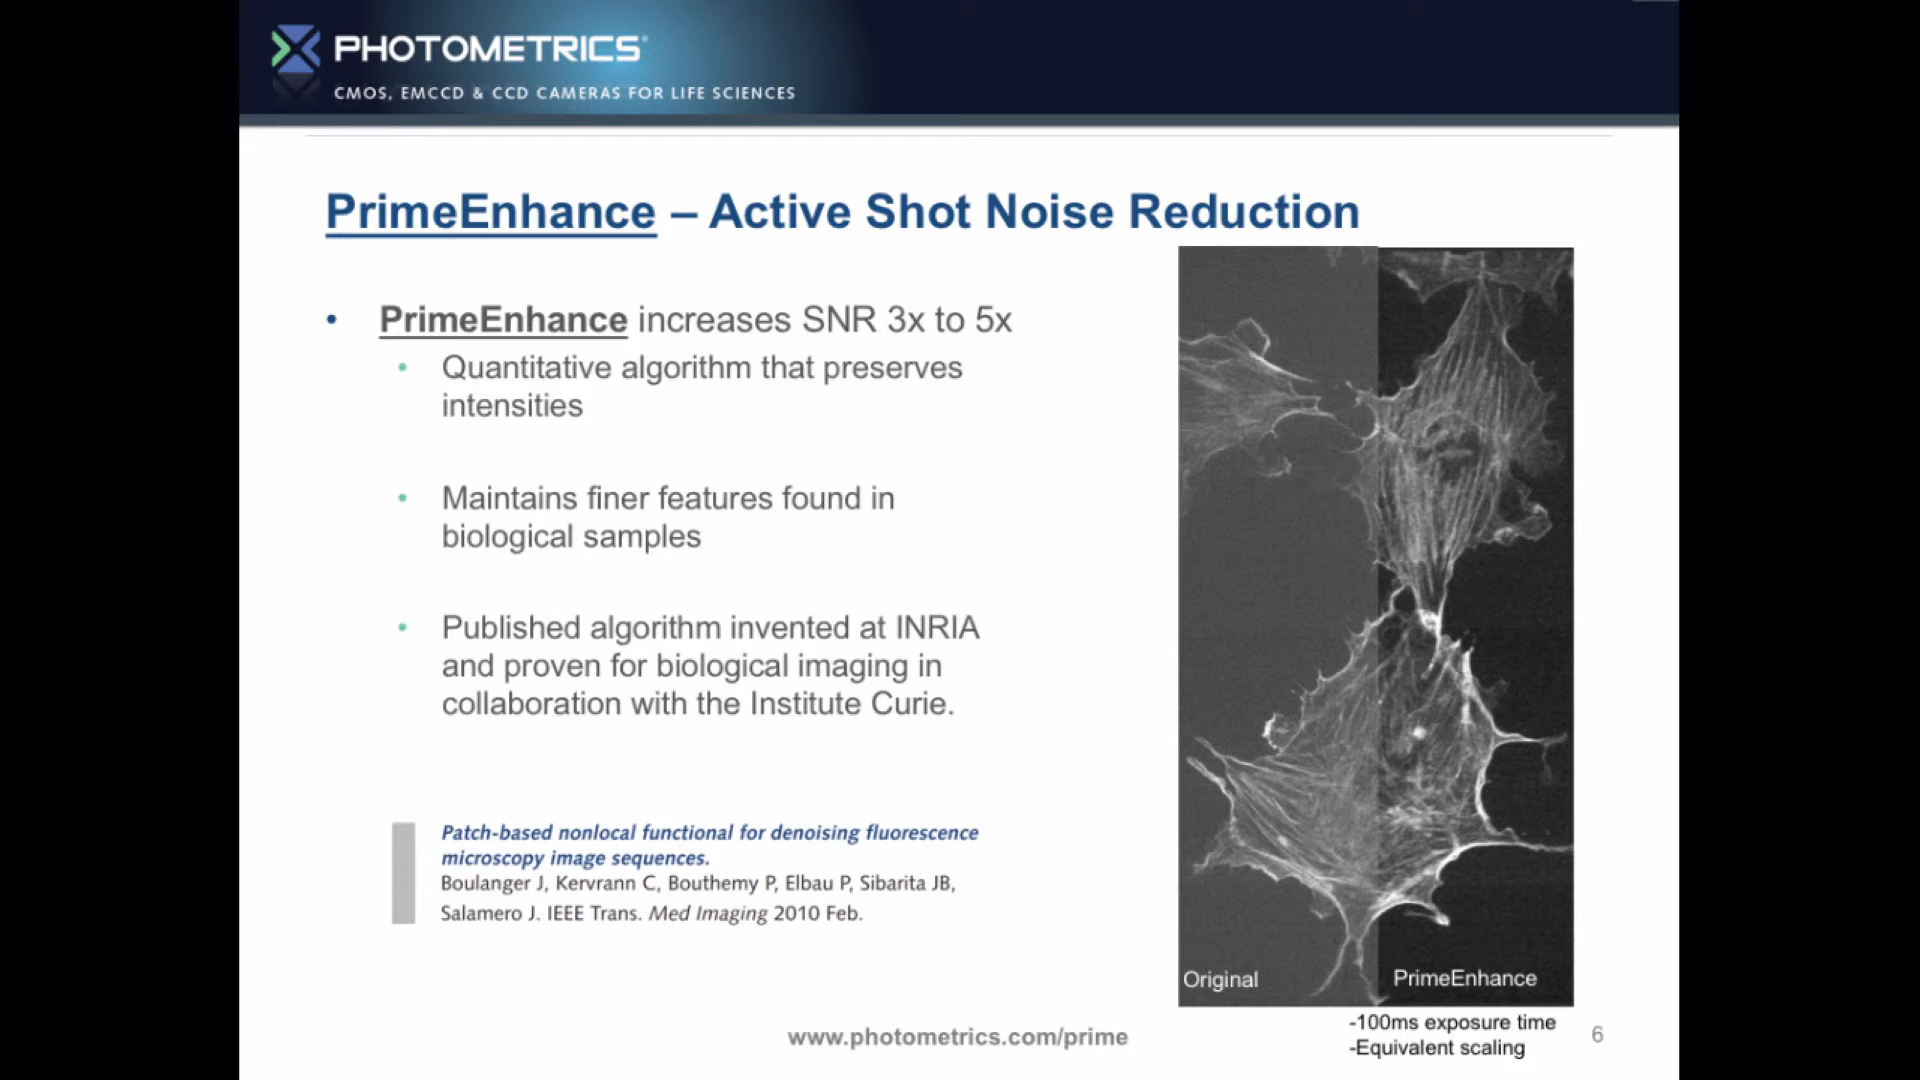 PHOTOMETRICS®
CMOS, EMCCD & CCD CAMERAS FOR LIFE SCIENCES
PrimeEnhance – Active Shot Noise Reduction
• PrimeEnhance increases SNR 3x to 5x
• Quantitative algorithm that preserves
intensities
• Maintains finer features found in
biological samples
• Published algorithm invented at INRIA
and proven for biological imaging in
collaboration with the Institute Curie.
Patch-based nonlocal functional for denoising fluorescence
microscopy image sequences.
Boulanger J, Kervrann C, Bouthemy P, Elbau P, Sibarita JB,
Salamero J. IEEE Trans. Med Imaging 2010 Feb.
Original
PrimeEnhance
-100ms exposure time
-Equivalent scaling
www.photometrics.com/prime
6